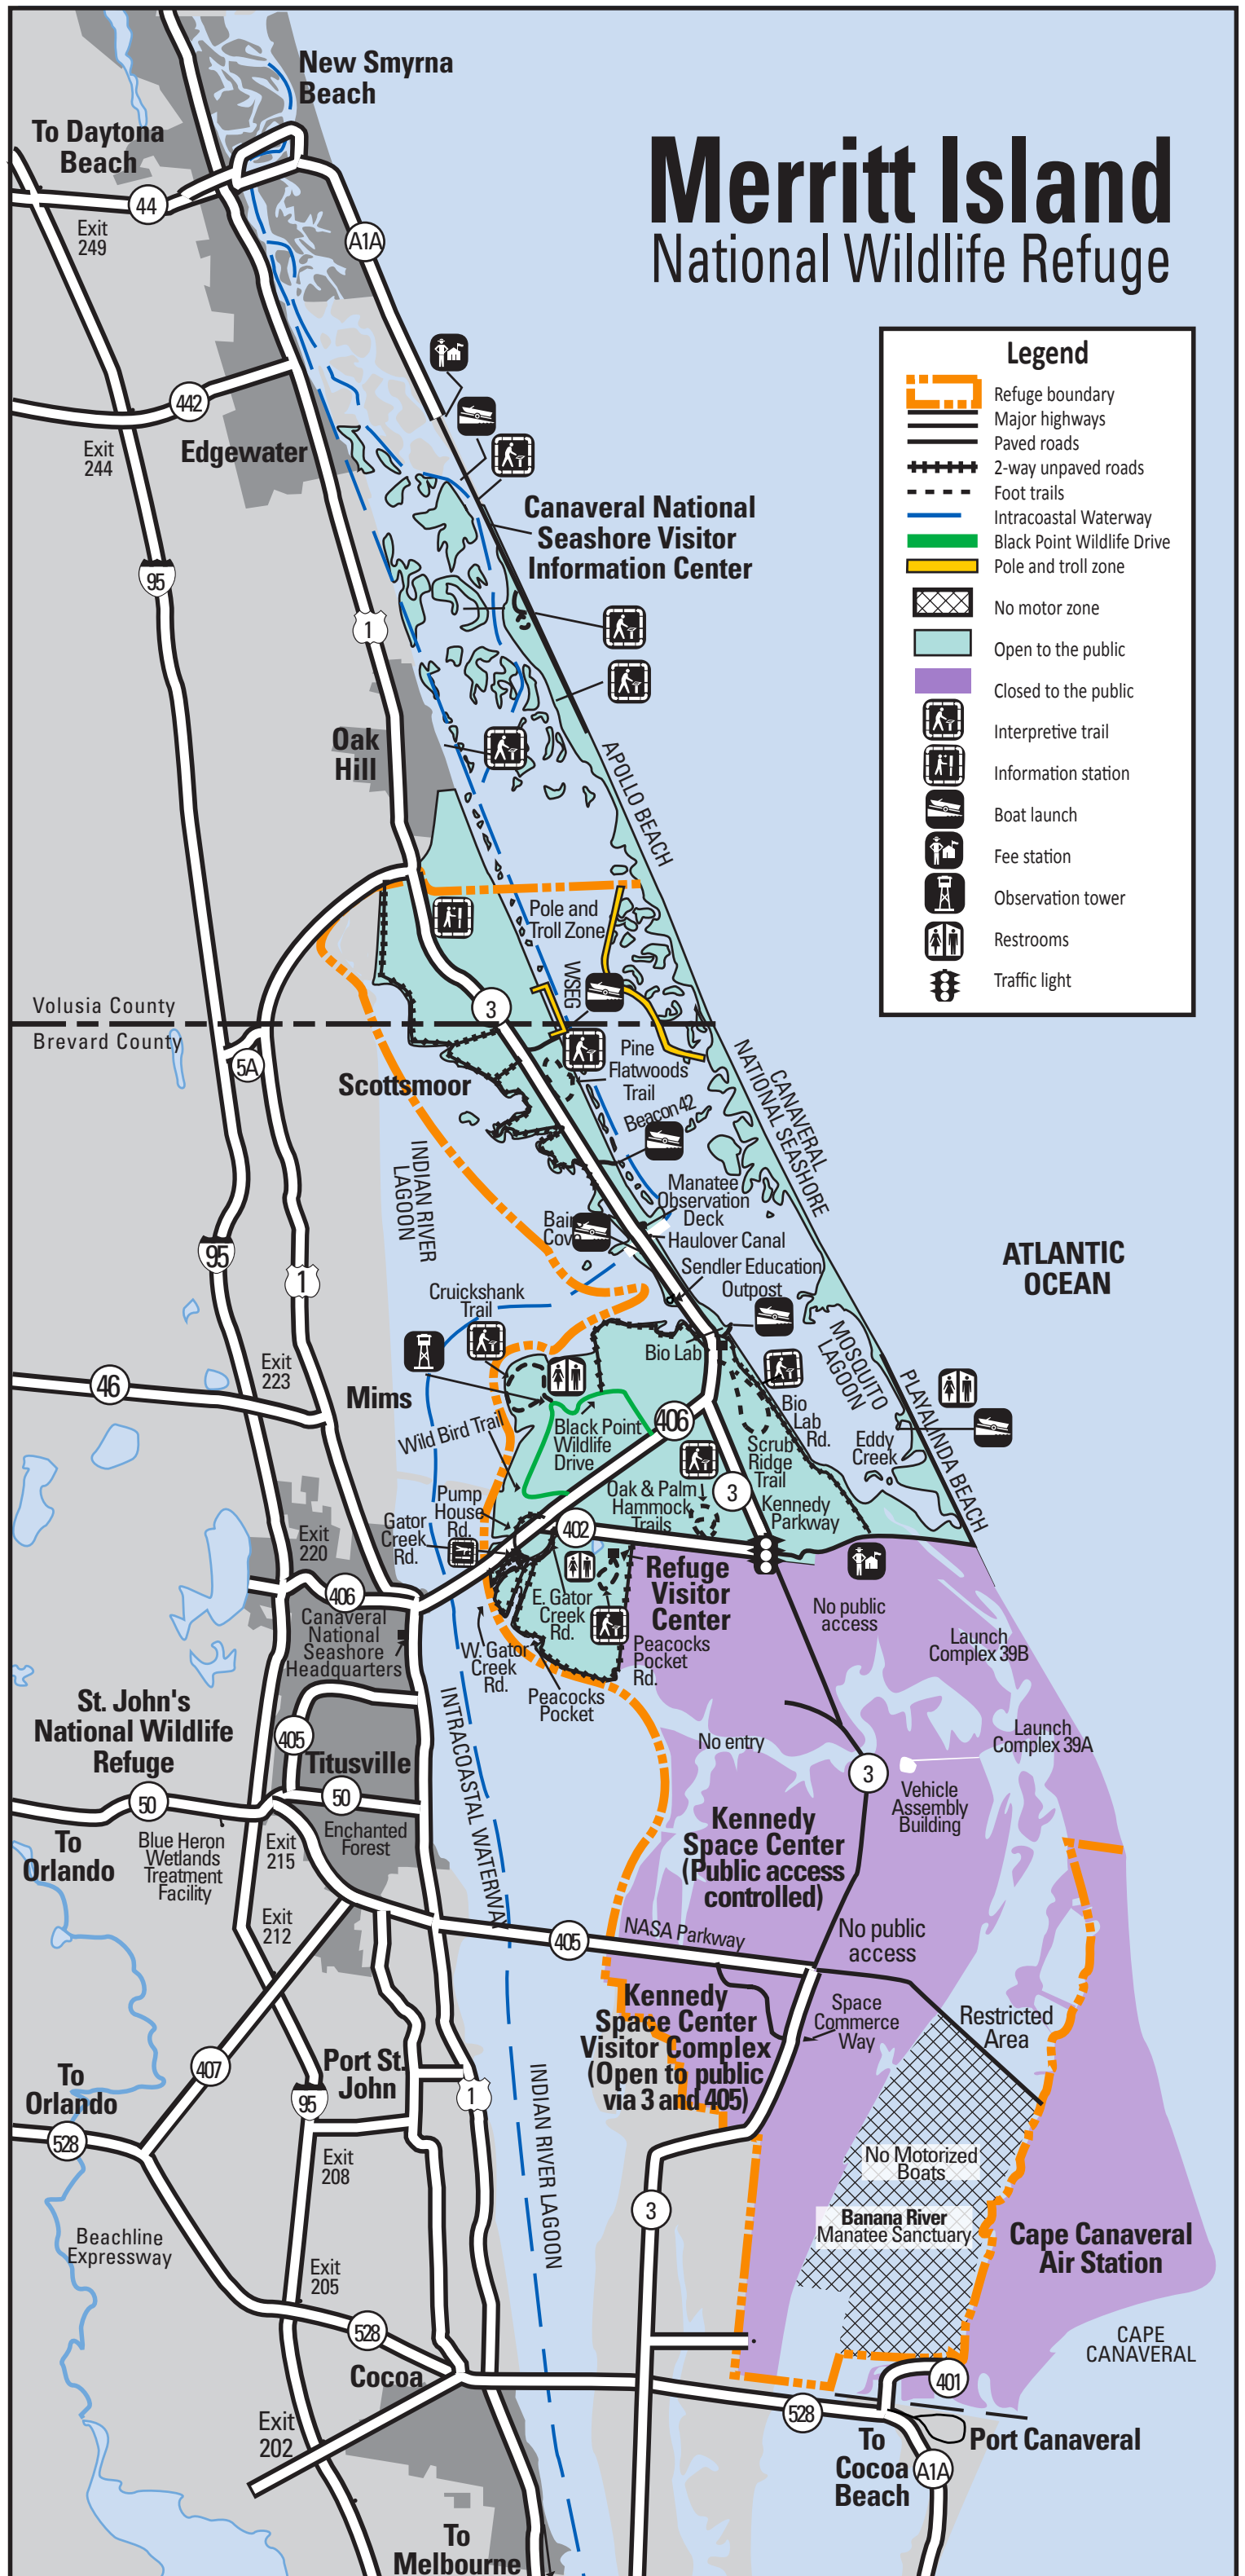 New Smyrna
Beach
To Daytona
Beach
44
Exit
249
A1A
Merritt Island
National Wildlife Refuge
Legend
Refuge boundary
Major highways
Paved roads
2-way unpaved roads
Foot trails
Intracoastal Waterway
Black Point Wildlife Drive
Pole and troll zone
No motor zone
Open to the public
Closed to the public
Interpretive trail
Information station
Boat launch
Fee station
Observation tower
Restrooms
Traffic light
442
Exit
244
Edgewater
Canaveral National
Seashore Visitor
Information Center
95
1
Oak
Hill
APOLLO BEACH
Pole and
Troll Zone
WSEG
Volusia County
Brevard County
3
5A
Scottsmoor
Pine
Flatwoods
Trail
Beacon 42
CANAVERAL
NATIONAL SEASHORE
INDIAN RIVER
LAGOON
Manatee
Observation
Deck
Haulover Canal
Sendler Education
Outpost
95
1
ATLANTIC
OCEAN
Cruickshank
Trail
Bio Lab
MOSQUITO
LAGOON
PLAYALINDA BEACH
46
Exit
223
Mims
Wild Bird Trail
Black Point
Wildlife
Drive
406
Bio
Lab
Rd.
Scrub
Ridge
Trail
Eddy
Creek
Pump
House
Rd.
Gator
Creek
Rd.
Oak & Palm
Hammock
Trails
3
Kennedy
Parkway
402
Exit
220
406
Canaveral
National
Seashore
Headquarters
Refuge
Visitor
Center
E. Gator
Creek
Rd.
W. Gator
Creek
Rd.
Peacocks
Pocket
Rd.
Peacocks
Pocket
No public
access
Launch
Complex 39B
St. John's
National Wildlife
Refuge
405
Titusville
50
50
Enchanted
Forest
INTRACOASTAL WATERWAY
No entry
Launch
Complex 39A
3
Vehicle
Assembly
Building
Kennedy
Space Center
(Public access
controlled)
To
Orlando
Blue Heron
Wetlands
Treatment
Facility
Exit
215
Exit
212
405
NASA Parkway
No public
access
Kennedy
Space Center
Visitor Complex
(Open to public
via 3 and 405)
Space
Commerce
Way
Restricted
Area
407
Port St.
John
95
1
To
Orlando
528
Exit
208
INDIAN RIVER LAGOON
3
No Motorized
Boats
Banana River
Manatee Sanctuary
Cape Canaveral
Air Station
Beachline
Expressway
Exit
205
528
Cocoa
CAPE
CANAVERAL
401
528
Exit
202
To
Cocoa
Beach
A1A
Port Canaveral
To
Melbourne